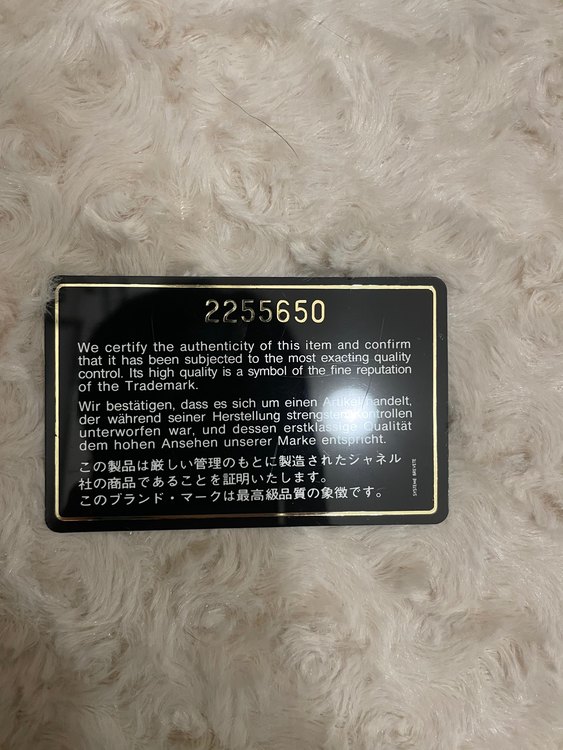 2255650
We certify the authenticity of this item and confirm
that it has been subjected to the most exacting quality
control. Its high quality is a symbol of the fine reputation
of the Trademark.
Wir bestätigen, dass es sich um einen Artikel handelt,
der während seiner Herstellung strengsten Kontrollen
unterworfen war, und dessen erstklassige Qualität
dem hohen Ansehen unserer Marke entspricht.
この製品は厳しい管理のもとに製造されたシャネル
社の商品であることを証明いたします。
このブランド・マークは最高級品質の象徴です。
SYSTEME BREVETE